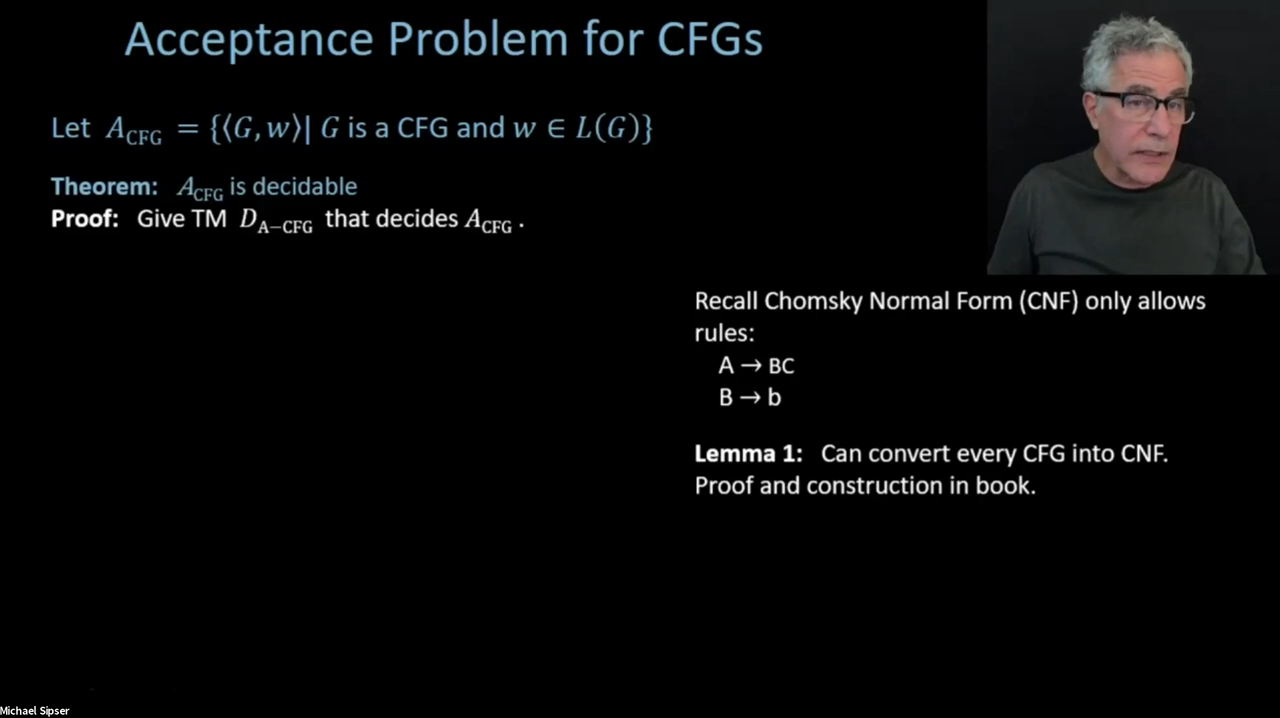 Acceptance Problem for CFGs
Let A_CFG = {⟨G, w⟩| G is a CFG and w ∈ L(G)}
Theorem: A_CFG is decidable
Proof: Give TM D_A−CFG that decides A_CFG .
Recall Chomsky Normal Form (CNF) only allows
rules:
A → BC
B → b
Lemma 1: Can convert every CFG into CNF.
Proof and construction in book.
Michael Sipser